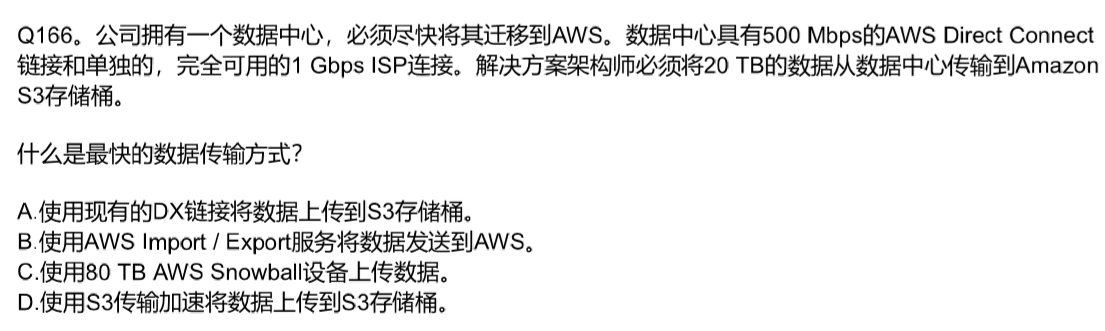 Q166。公司拥有一个数据中心，必须尽快将其迁移到AWS。数据中心具有500 Mbps的AWS Direct Connect
链接和单独的，完全可用的1 Gbps ISP连接。解决方案架构师必须将20 TB的数据从数据中心传输到Amazon
S3存储桶。
什么是最快的数据传输方式？
A.使用现有的DX链接将数据上传到S3存储桶。
B.使用AWS Import / Export服务将数据发送到AWS。
C.使用80 TB AWS Snowball设备上传数据。
D.使用S3传输加速将数据上传到S3存储桶。